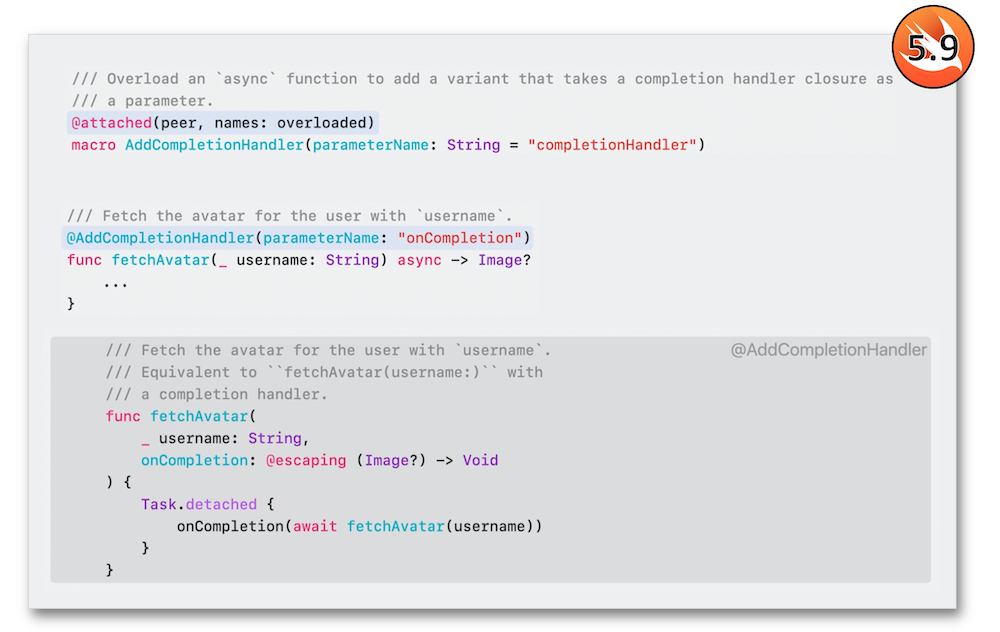 5.9
/// Overload an `async` function to add a variant that takes a completion handler closure as
/// a parameter.
@attached(peer, names: overloaded)
macro AddCompletionHandler(parameterName: String = "completionHandler")
/// Fetch the avatar for the user with `username`.
@AddCompletionHandler(parameterName: "onCompletion")
func fetchAvatar(_ username: String) async -> Image?
...
}
@AddCompletionHandler
/// Fetch the avatar for the user with `username`.
/// Equivalent to ``fetchAvatar(username:)`` with
/// a completion handler.
func fetchAvatar(
_ username: String,
onCompletion: @escaping (Image?) -> Void
) {
Task.detached {
onCompletion(await fetchAvatar(username))
}
}